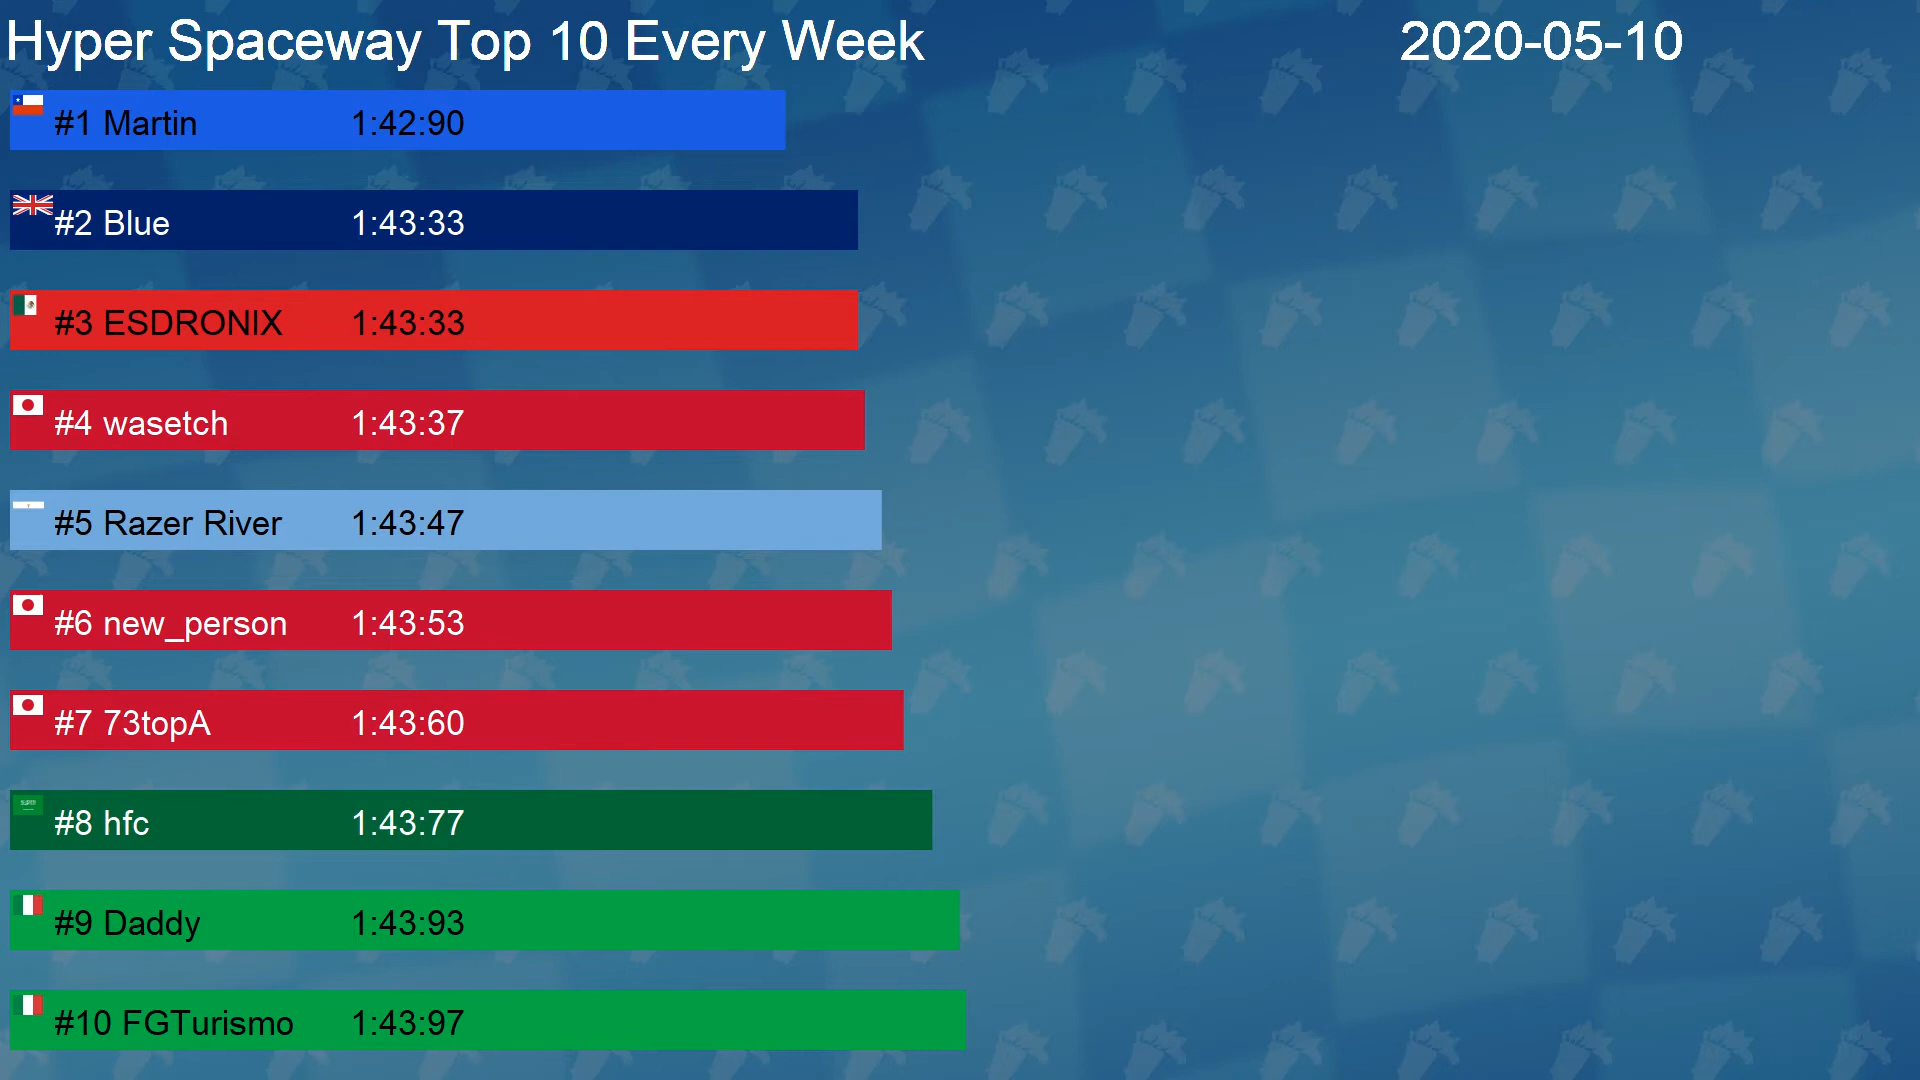 Hyper Spaceway Top 10 Every Week 2020-05-10
#1 Martin 1:42:90
#2 Blue 1:43:33
#3 ESDRONIX 1:43:33
#4 wasetch 1:43:37
#5 Razer River 1:43:47
#6 new_person 1:43:53
#7 73topA 1:43:60
#8 hfc 1:43:77
#9 Daddy 1:43:93
#10 FGTurismo 1:43:97